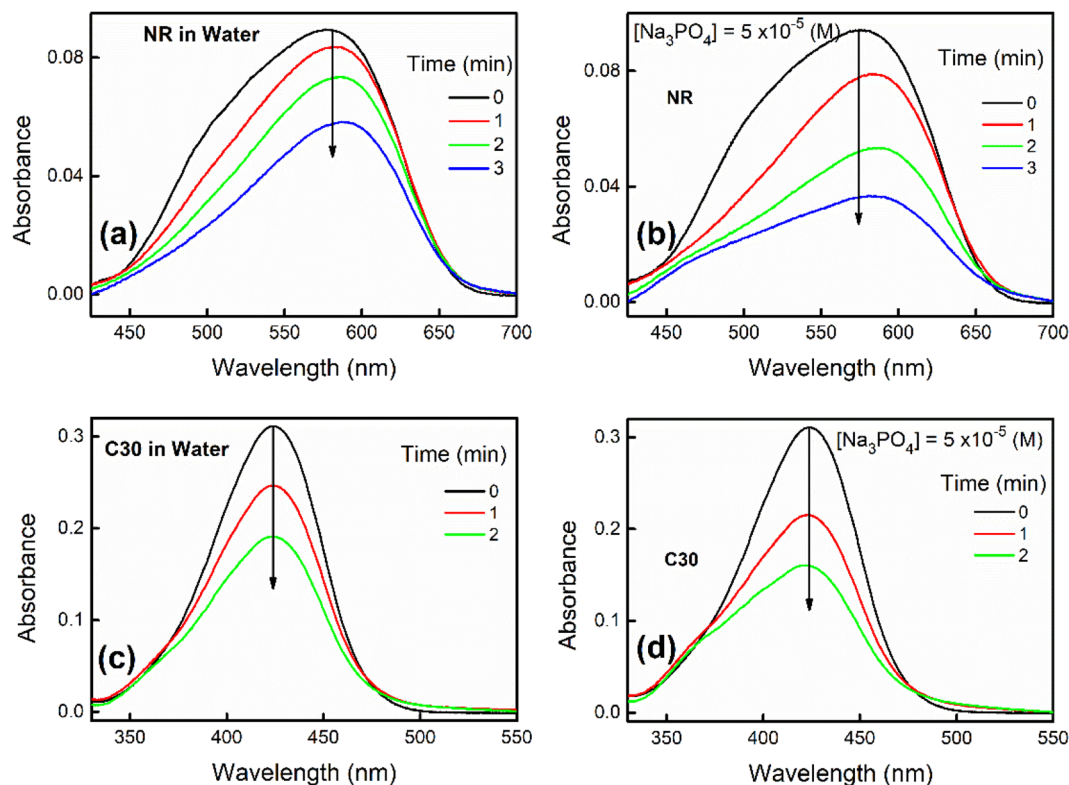 NR in Water
Time (min)
0
1
2
3
(a)
0.08
0.04
0.00
Absorbance
450 500 550 600 650 700
Wavelength (nm)
[Na₃PO₄] = 5 x10⁻⁵ (M)
Time (min)
NR
0
1
2
3
(b)
0.08
0.04
0.00
Absorbance
450 500 550 600 650 700
Wavelength (nm)
C30 in Water
Time (min)
0
1
2
(c)
0.3
0.2
0.1
0.0
Absorbance
350 400 450 500 550
Wavelength (nm)
[Na₃PO₄] = 5 x10⁻⁵ (M)
Time (min)
0
1
2
C30
(d)
0.3
0.2
0.1
0.0
Absorbance
350 400 450 500 550
Wavelength (nm)